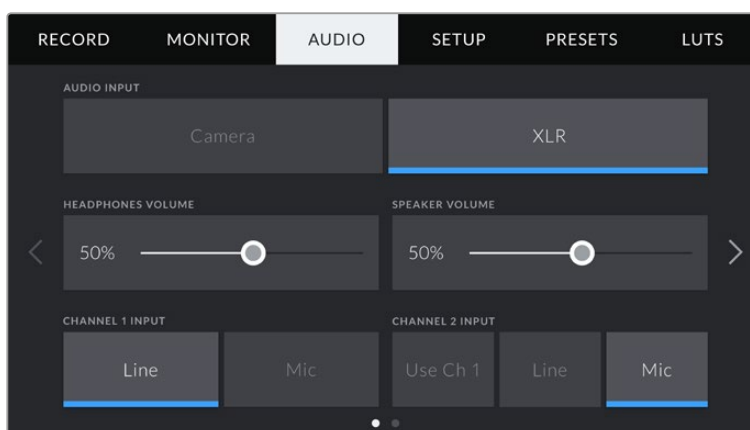 RECORD MONITOR AUDIO SETUP PRESETS LUTS
AUDIO INPUT
Camera XLR
HEADPHONES VOLUME SPEAKER VOLUME
50% 50%
CHANNEL 1 INPUT CHANNEL 2 INPUT
Line Mic Use Ch 1 Line Mic